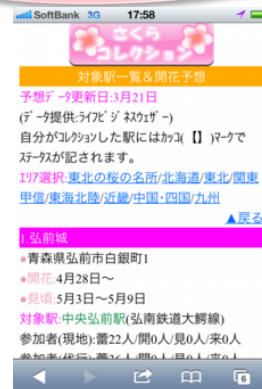 SoftBank 3G 17:58
さくら
コレクション
対象駅一覧&開花予想
予想ﾃﾞｰﾀ更新日:3月21日
(ﾃﾞｰﾀ提供:ﾗｲﾌﾋﾞｼﾞﾈｽｳｪｻﾞｰ)
自分がｺﾚｸｼｮﾝした駅にはｶｯｺ(【】)ﾏｰｸで
ｽﾃｰﾀｽが記されます。
ｴﾘｱ選択:東北の桜の名所/北海道/東北/関東
甲信/東海北陸/近畿/中国･四国/九州
▲戻る
1.弘前城
●青森県弘前市白銀町1
●開花:4月28日～
●見頃:5月3日～5月9日
対象駅:中央弘前駅(弘南鉄道大鰐線)
参加者(現地):蕾22人/開0人/見0人/来0人
6